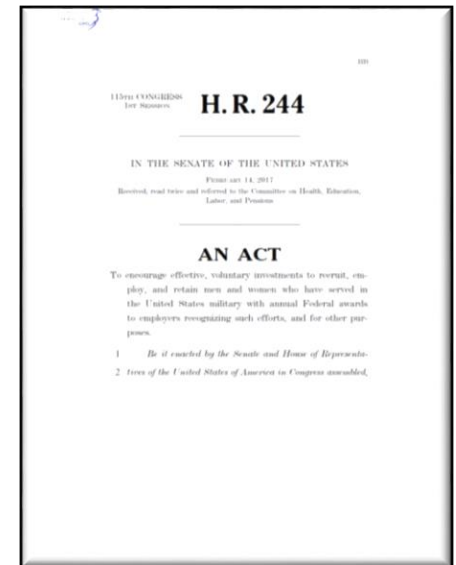 115TH CONGRESS
1ST SESSION
H. R. 244
IN THE SENATE OF THE UNITED STATES
FEBRUARY 14, 2017
Received; read twice and referred to the Committee on Health, Education,
Labor, and Pensions
AN ACT
To encourage effective, voluntary investments to recruit, em-
ploy, and retain men and women who have served in
the United States military with annual Federal awards
to employers recognizing such efforts, and for other pur-
poses.
1 Be it enacted by the Senate and House of Representa-
2 tives of the United States of America in Congress assembled,